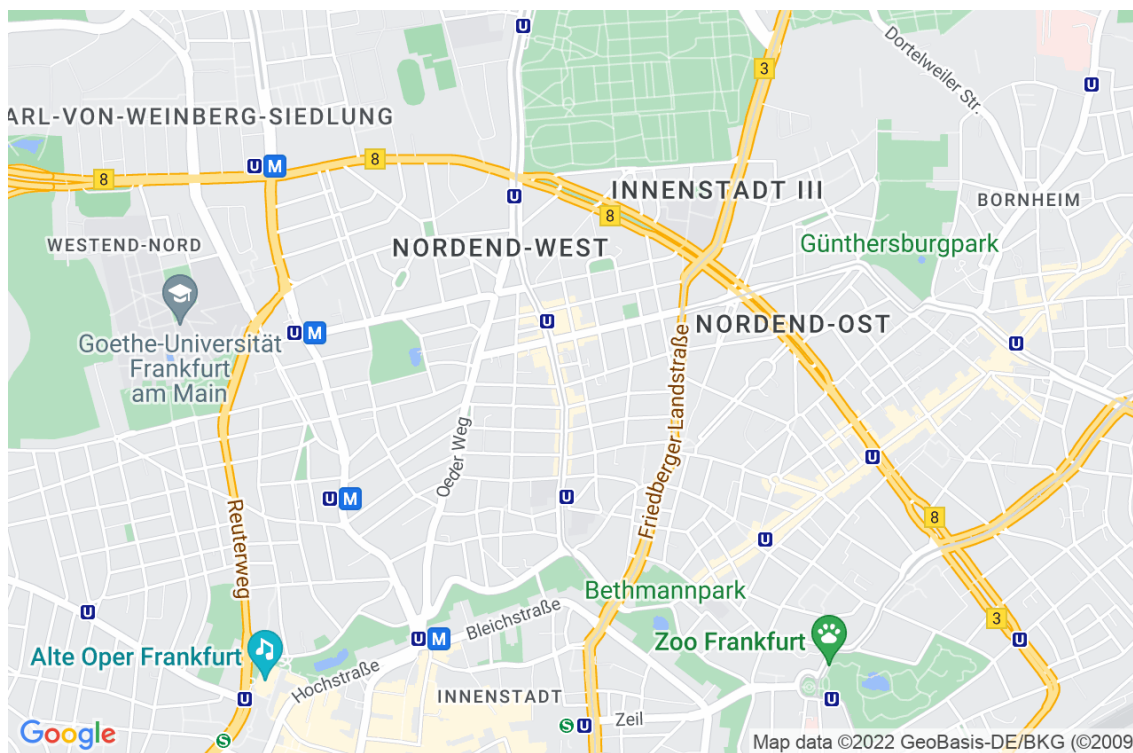 U
3
Dortelweiler Str.
U
ARL-VON-WEINBERG-SIEDLUNG
8
U M
8
U
INNENSTADT III
BORNHEIM
8
WESTEND-NORD
NORDEND-WEST
Günthersburgpark
U M
U
NORDEND-OST
U
Goethe-Universität
Frankfurt
am Main
Friedberger Landstraße
Oeder Weg
U
U M
U
8
Reuterweg
U
Bethmannpark
U
Bleichstraße
3
U
U M
Zoo Frankfurt
Alte Oper Frankfurt
Hochstraße
INNENSTADT
U
U
S
S U
Zeil
Google
Map data ©2022 GeoBasis-DE/BKG (©2009